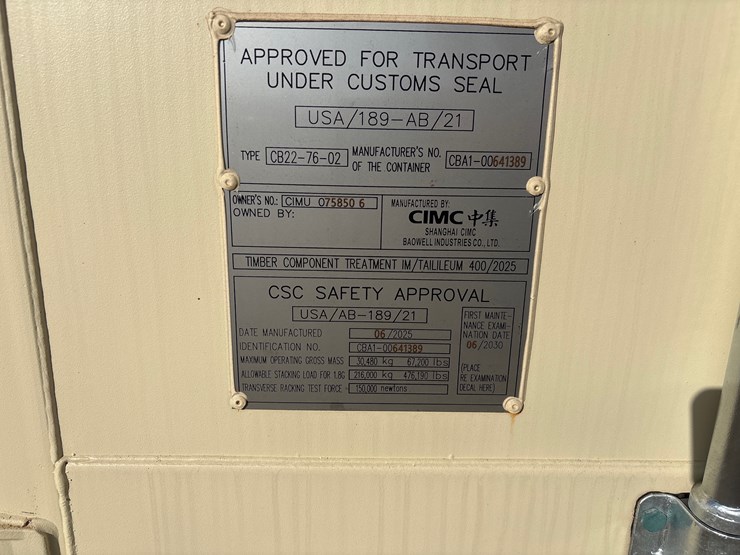 APPROVED FOR TRANSPORT
UNDER CUSTOMS SEAL
USA/189-AB/21
TYPE CB22-76-02 MANUFACTURER'S NO. OF THE CONTAINER CBA1-00641389
OWNER'S NO.: CIMU 075850 6
OWNED BY:
MANUFACTURED BY:
CIMC 中集
SHANGHAI CIMC
BAOWELL INDUSTRIES CO., LTD.
TIMBER COMPONENT TREATMENT IM/TAILILEUM 400/2025
CSC SAFETY APPROVAL
USA/AB-189/21
DATE MANUFACTURED 06/2025
IDENTIFICATION NO. CBA1-00641389
MAXIMUM OPERATING GROSS MASS 30,480 kg 67,200 lbs
ALLOWABLE STACKING LOAD FOR 1.8G 216,000 kg 476,190 lbs
TRANSVERSE RACKING TEST FORCE 150,000 newtons
FIRST MAINTE-
NANCE EXAMI-
NATION DATE
06/2030
(PLACE
RE EXAMINATION
DECAL HERE)